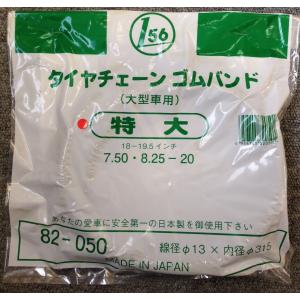 156
タイヤチェーン ゴムバンド
(大型車用)
特大
18-19.5インチ
7.50・8.25-20
あなたの愛車に安全第一の日本製を御使用下さい
82-050
線径φ13×内径φ315
MADE IN JAPAN